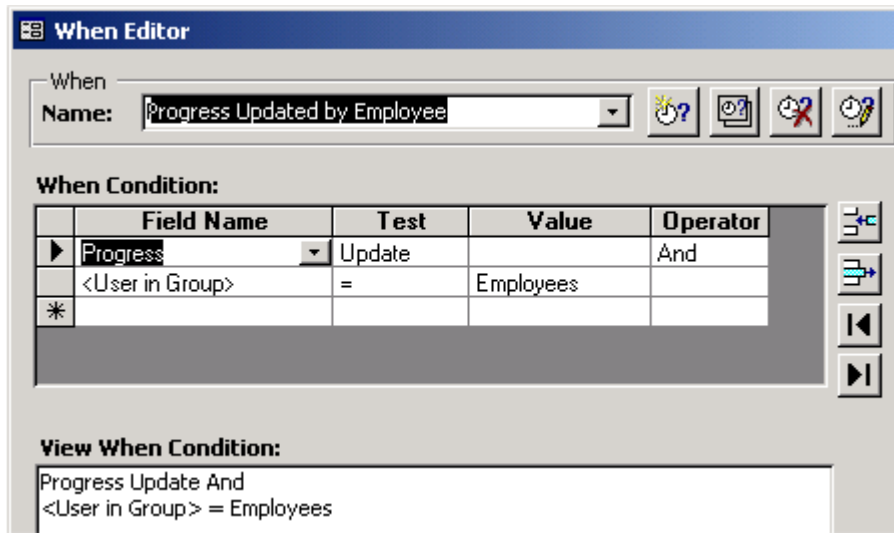 When Editor
When
Name: Progress Updated by Employee
When Condition:
Field Name Test Value Operator
Progress Update And
<User in Group> = Employees
View When Condition:
Progress Update And
<User in Group> = Employees